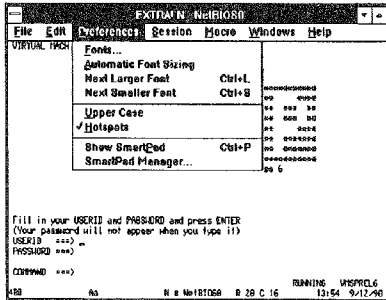 EXTRA! N - NetBIOS0
File Edit Preferences Session Macro Windows Help
VIRTUAL MACH
Fonts...
Automatic Font Sizing
Next Larger Font Ctrl+L
Next Smaller Font Ctrl+S
Upper Case
✓Hotspots
Show SmartPad Ctrl+P
SmartPad Manager...
Fill in your USERID and PASSWORD and press ENTER
(Your password will not appear when you type it)
USERID ===>
PASSWORD ===>
COMMAND ===>
RUNNING VMSPREL6
Aa N R 20 C 16 13:54 9/12/90